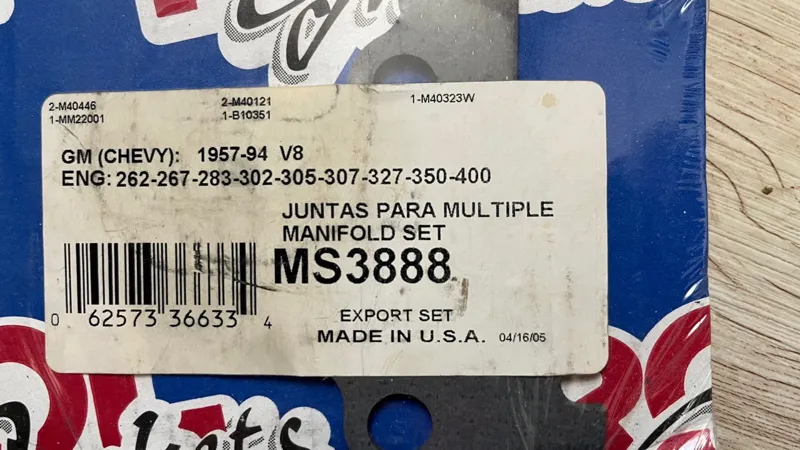 2-M40446 2-M40121 1-M40323W
1-MM22001 1-B10351
GM (CHEVY): 1957-94 V8
ENG: 262-267-283-302-305-307-327-350-400
JUNTAS PARA MULTIPLE
MANIFOLD SET
MS3888
0 62573 36633 4
EXPORT SET
MADE IN U.S.A. 04/16/05